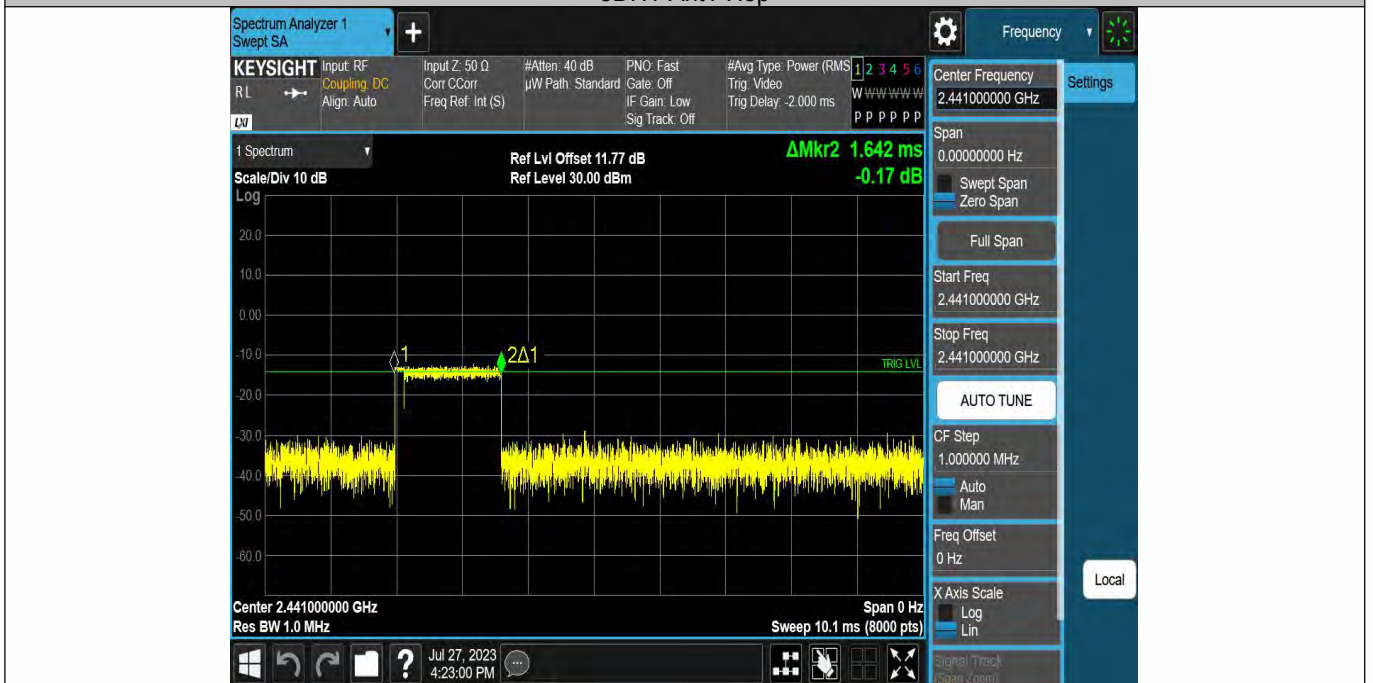 Spectrum Analyzer 1
Swept SA
+
Frequency
KEYSIGHT
RL
LXI
Input: RF
Coupling: DC
Align: Auto
Input Z: 50 Ω
Corr CCorr
Freq Ref: Int (S)
#Atten: 40 dB
µW Path: Standard
PNO: Fast
Gate: Off
IF Gain: Low
Sig Track: Off
#Avg Type: Power (RMS
Trig: Video
Trig Delay: -2.000 ms
1 2 3 4 5 6
W W W W W W
P P P P P P
1 Spectrum
Scale/Div 10 dB
Log
Ref Lvl Offset 11.77 dB
Ref Level 30.00 dBm
ΔMkr2 1.642 ms
-0.17 dB
20.0
10.0
0.00
-10.0
-20.0
-30.0
-40.0
-50.0
-60.0
1
2Δ1
TRIG LVL
Center 2.441000000 GHz
Res BW 1.0 MHz
Span 0 Hz
Sweep 10.1 ms (8000 pts)
?
Jul 27, 2023
4:23:00 PM
Center Frequency
2.441000000 GHz
Settings
Span
0.00000000 Hz
Swept Span
Zero Span
Full Span
Start Freq
2.441000000 GHz
Stop Freq
2.441000000 GHz
AUTO TUNE
CF Step
1.000000 MHz
Auto
Man
Freq Offset
0 Hz
X Axis Scale
Log
Lin
Local
Signal Track
(Span Zoom)